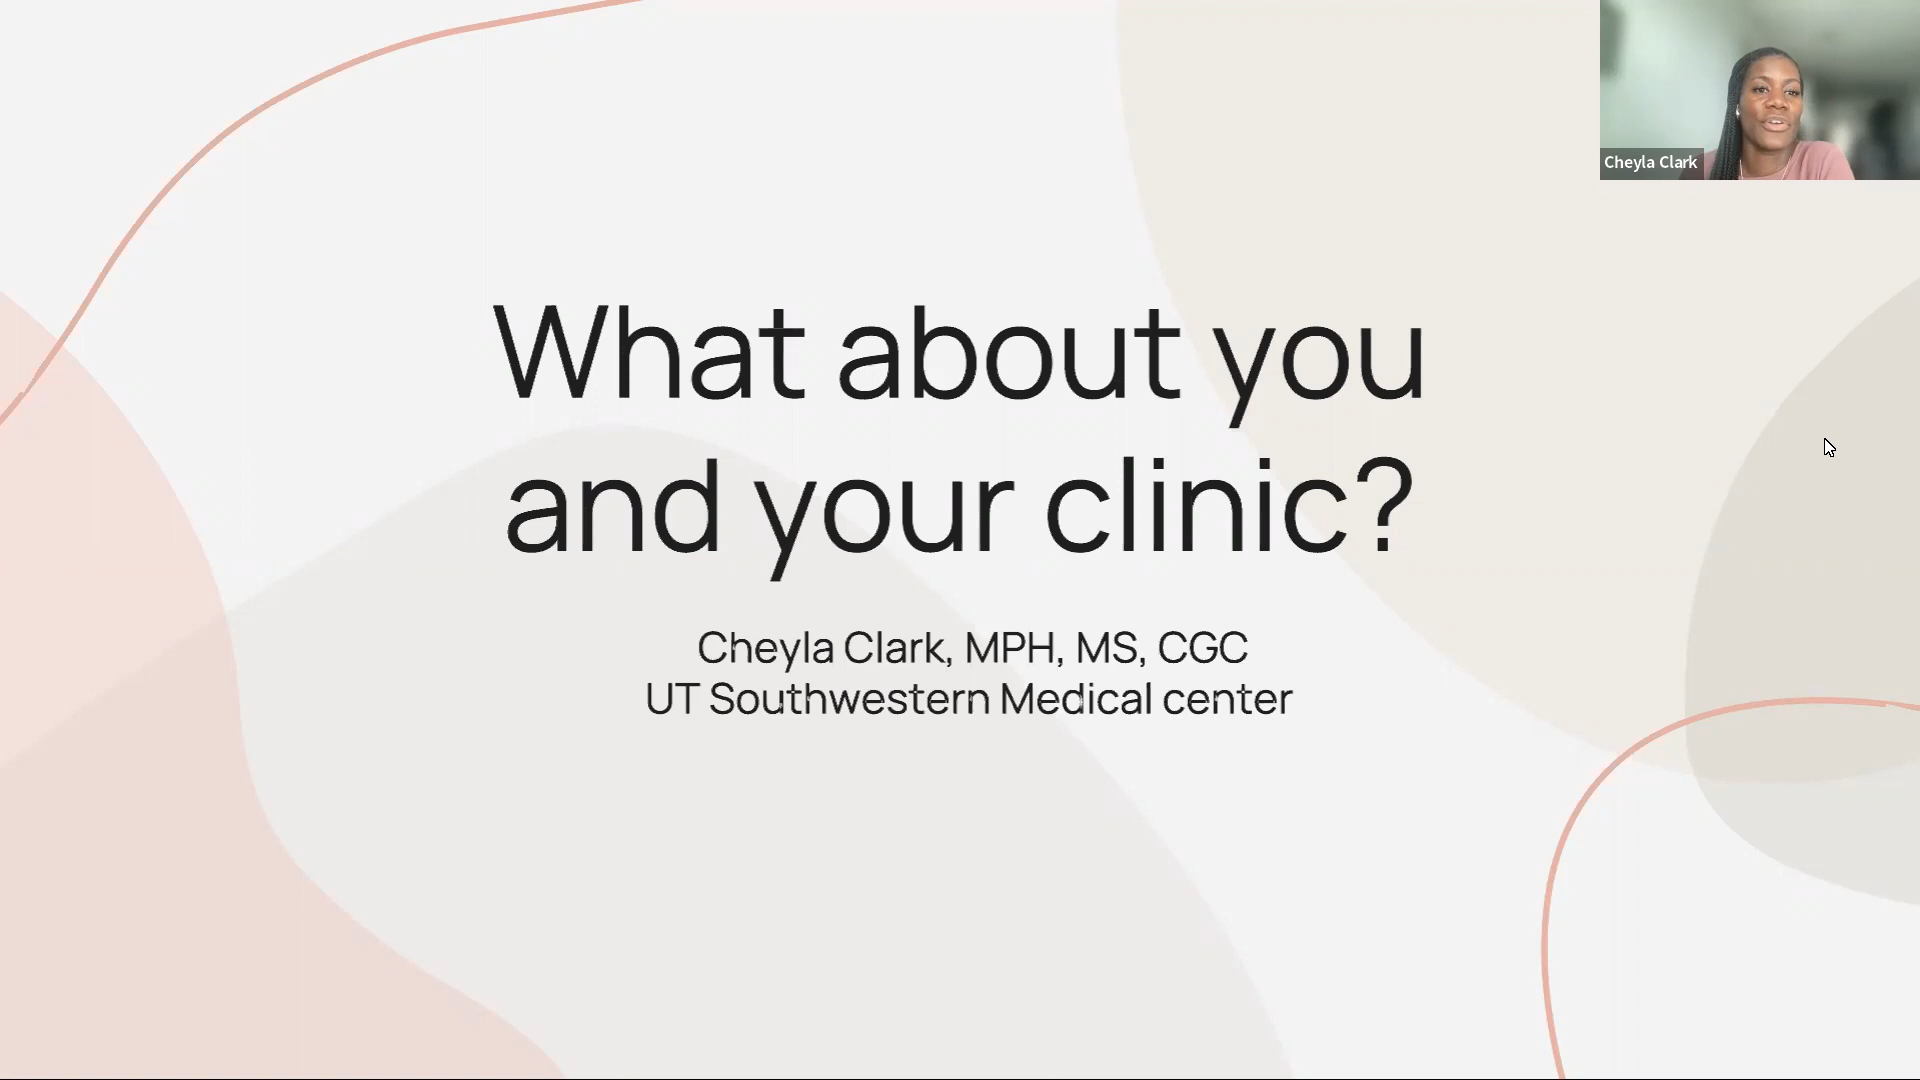 Cheyla Clark
What about you
and your clinic?
Cheyla Clark, MPH, MS, CGC
UT Southwestern Medical center